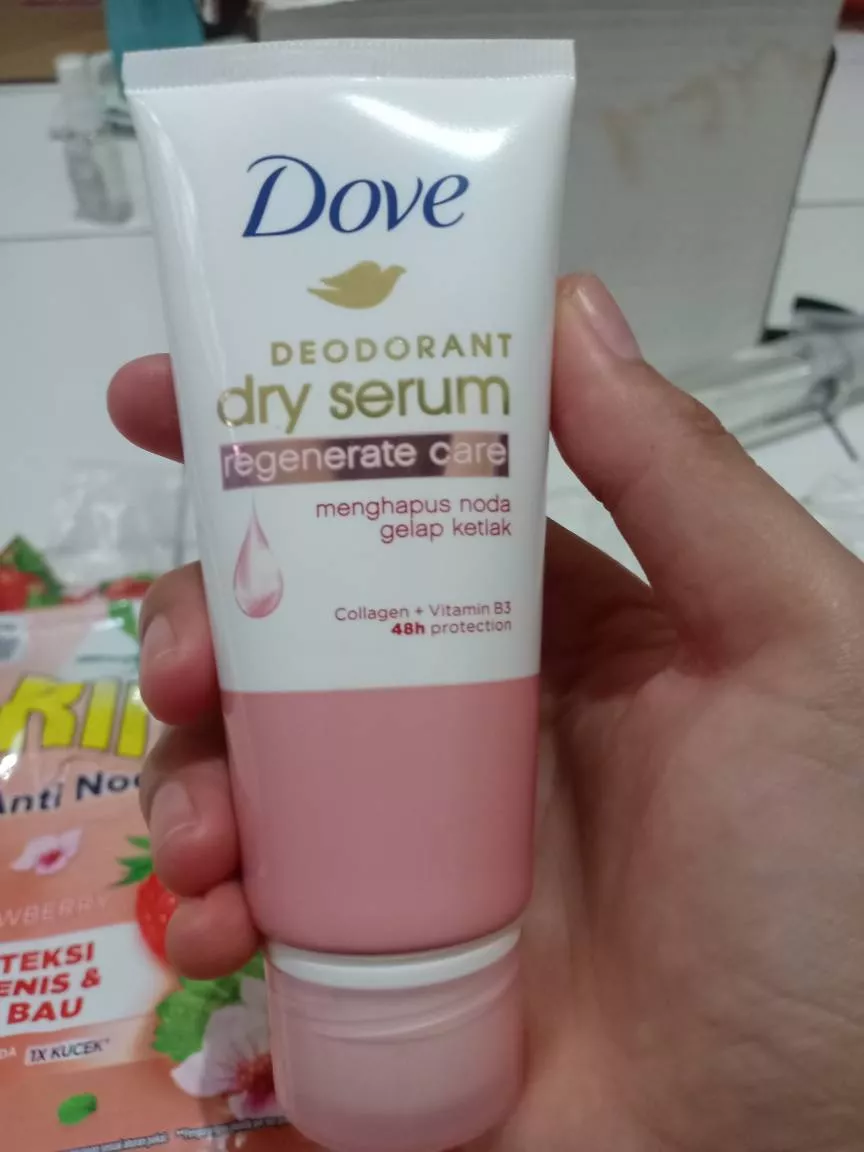 Dove
DEODORANT
dry serum
regenerate care
menghapus noda
gelap ketiak
Collagen + Vitamin B3
48h protection
Anti
WBERRY
TEKSI
ENIS &
BAU
1X KUCEK*